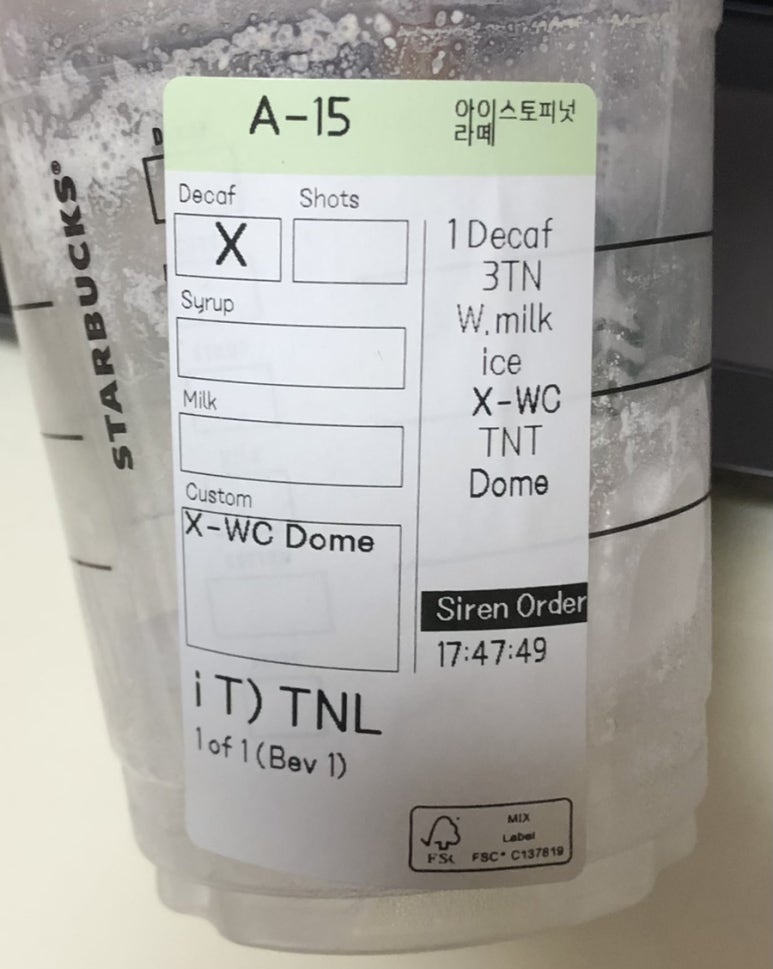 A-15
아이스토피넛
라떼
Decaf
Shots
X
Syrup
Milk
Custom
X-WC Dome
1 Decaf
3TN
W.milk
ice
X-WC
TNT
Dome
Siren Order
17:47:49
i T) TNL
1 of 1 (Bev 1)
FSC
MIX
Label
FSC® C137819
STARBUCKS®